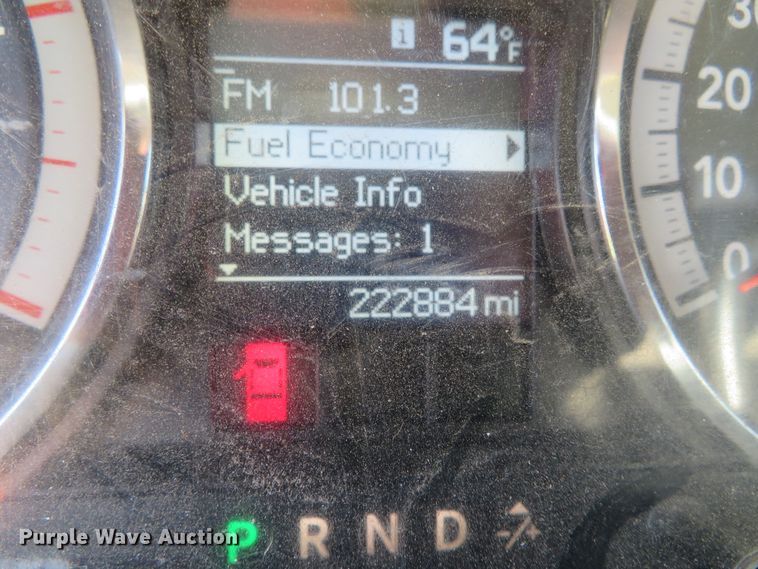 64°F
FM 101.3
Fuel Economy
Vehicle Info
Messages: 1
222884 mi
30
20
10
0
P R N D
Purple Wave Auction